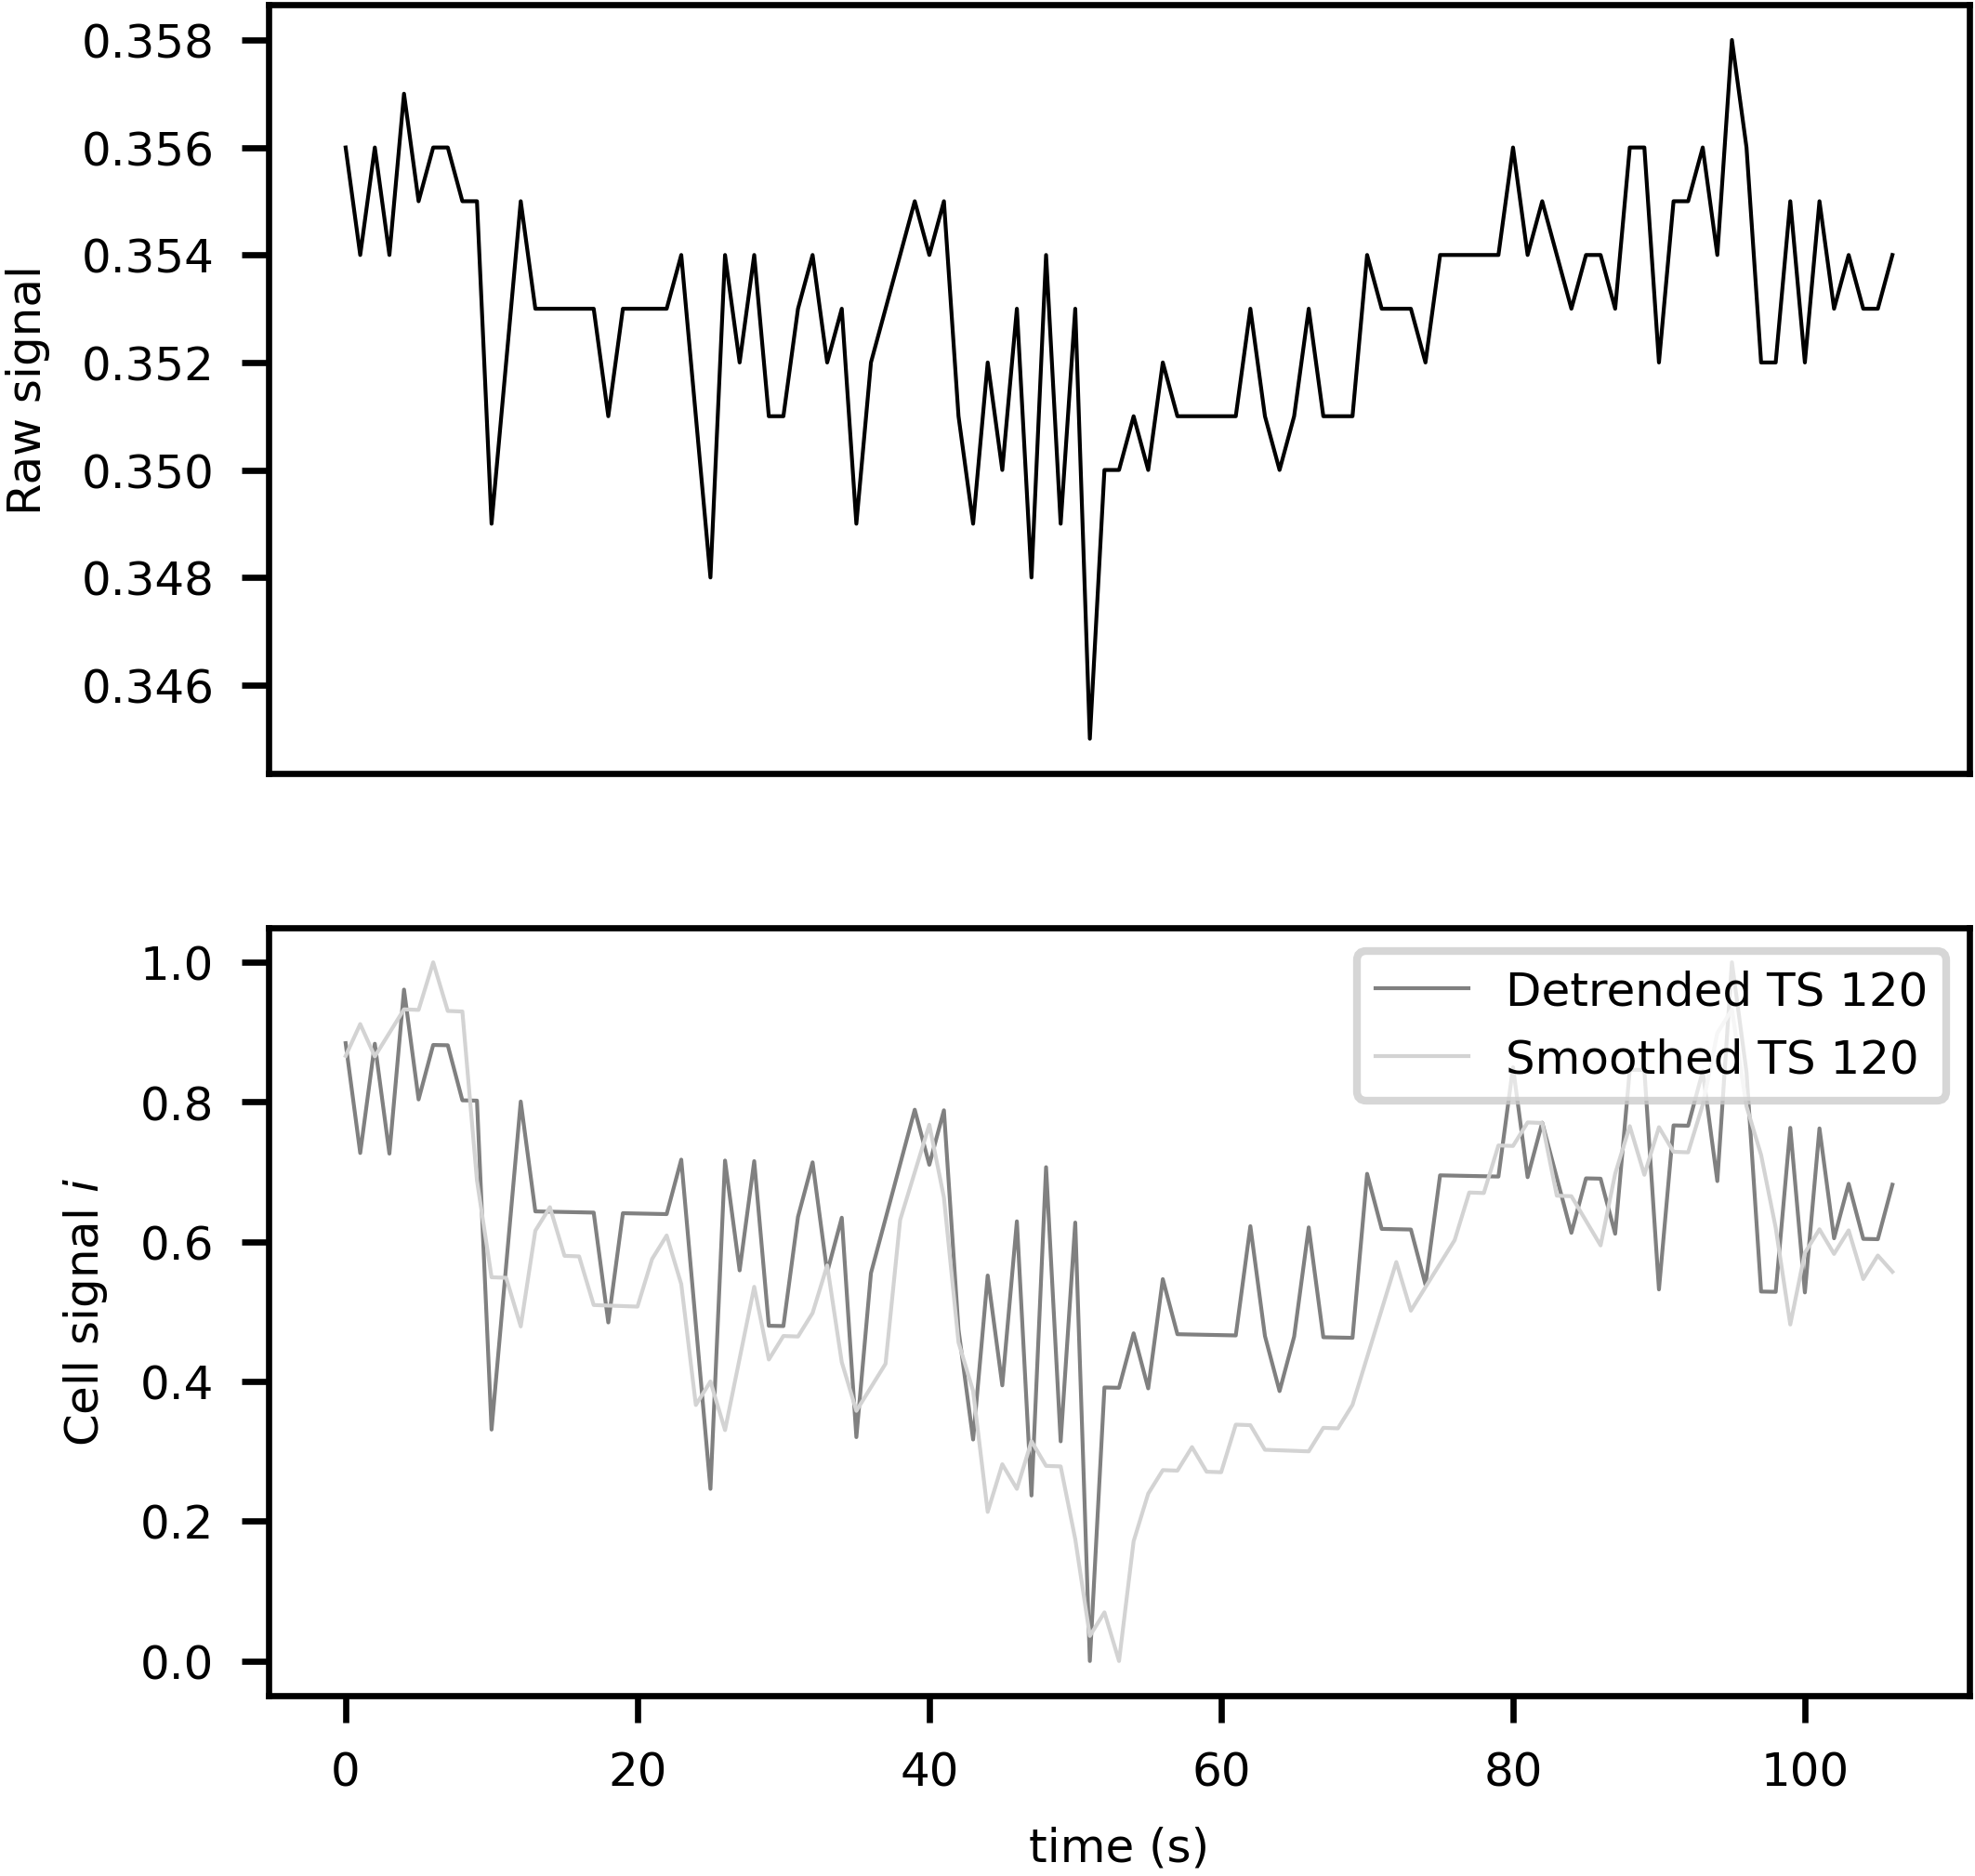 0.358
0.356
0.354
0.352
0.350
0.348
0.346
Raw signal
1.0
0.8
0.6
0.4
0.2
0.0
Cell signal i
Detrended TS 120
Smoothed TS 120
0 20 40 60 80 100
time (s)